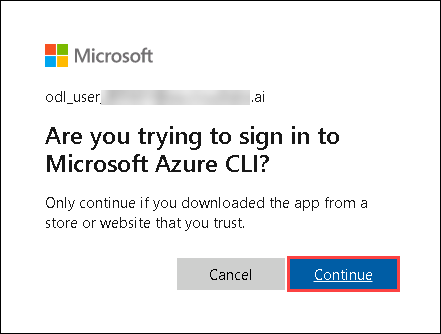 Microsoft
odl_user_ .ai
Are you trying to sign in to
Microsoft Azure CLI?
Only continue if you downloaded the app from a
store or website that you trust.
Cancel
Continue